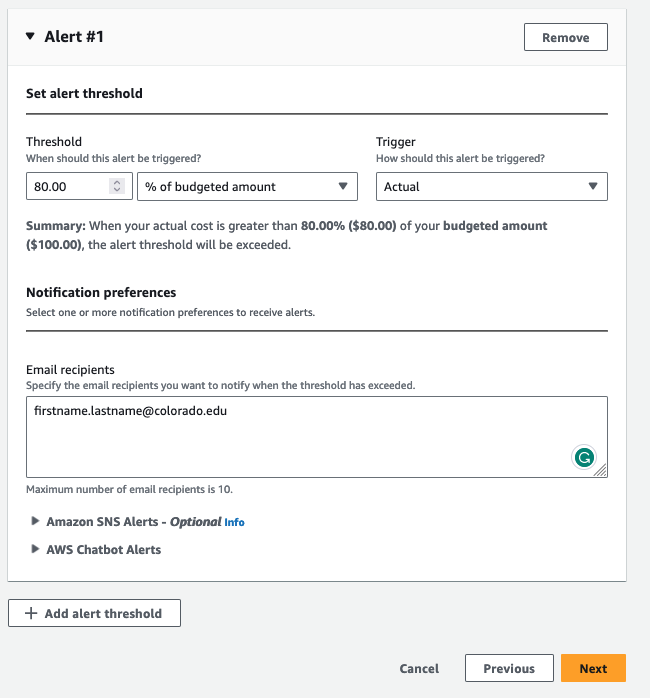 Alert #1
Remove
Set alert threshold
Threshold
When should this alert be triggered?
Trigger
How should this alert be triggered?
80.00
% of budgeted amount
Actual
Summary: When your actual cost is greater than 80.00% ($80.00) of your budgeted amount
($100.00), the alert threshold will be exceeded.
Notification preferences
Select one or more notification preferences to receive alerts.
Email recipients
Specify the email recipients you want to notify when the threshold has exceeded.
firstname.lastname@colorado.edu
Maximum number of email recipients is 10.
Amazon SNS Alerts - Optional Info
AWS Chatbot Alerts
Add alert threshold
Cancel
Previous
Next